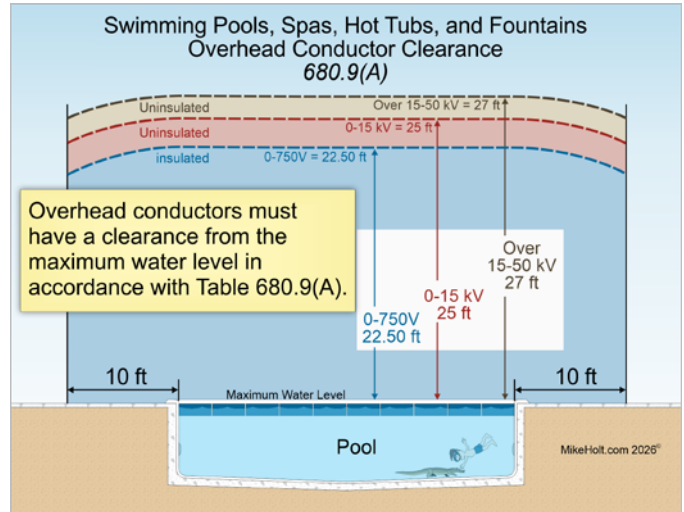 Swimming Pools, Spas, Hot Tubs, and Fountains
Overhead Conductor Clearance
680.9(A)
Uninsulated
Over 15-50 kV = 27 ft
Uninsulated
0-15 kV = 25 ft
insulated
0-750V = 22.50 ft
Overhead conductors must
have a clearance from the
maximum water level in
accordance with Table 680.9(A).
Over
15-50 kV
27 ft
0-15 kV
25 ft
0-750V
22.50 ft
10 ft
10 ft
Maximum Water Level
Pool
MikeHolt.com 2026©